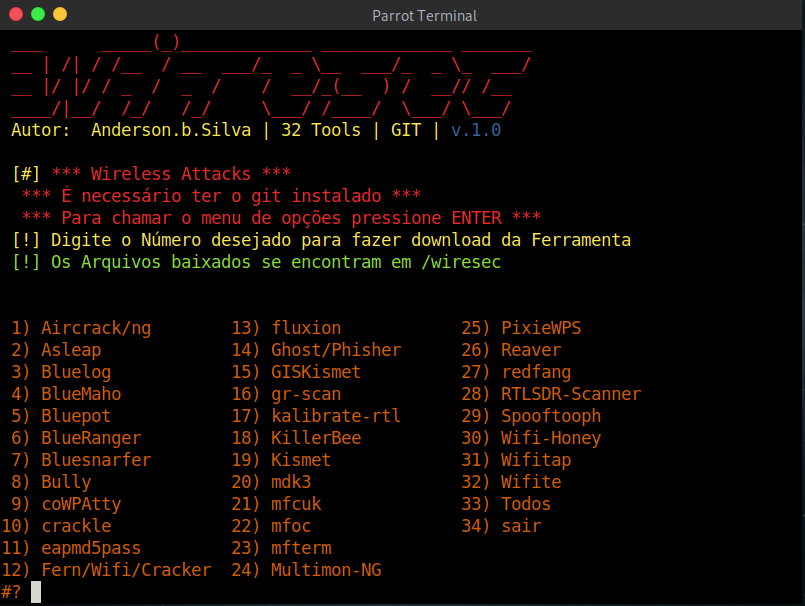 Parrot Terminal
Autor:  Anderson.b.Silva | 32 Tools | GIT | v.1.0
[#] *** Wireless Attacks ***
*** É necessário ter o git instalado ***
*** Para chamar o menu de opções pressione ENTER ***
[!] Digite o Número desejado para fazer download da Ferramenta
[!] Os Arquivos baixados se encontram em /wiresec
1) Aircrack/ng 13) fluxion 25) PixieWPS
2) Asleap 14) Ghost/Phisher 26) Reaver
3) Bluelog 15) GISKismet 27) redfang
4) BlueMaho 16) gr-scan 28) RTLSDR-Scanner
5) Bluepot 17) kalibrate-rtl 29) Spooftooph
6) BlueRanger 18) KillerBee 30) Wifi-Honey
7) Bluesnarfer 19) Kismet 31) Wifitap
8) Bully 20) mdk3 32) Wifite
9) coWPAtty 21) mfcuk 33) Todos
10) crackle 22) mfoc 34) sair
11) eapmd5pass 23) mfterm
12) Fern/Wifi/Cracker 24) Multimon-NG
#?